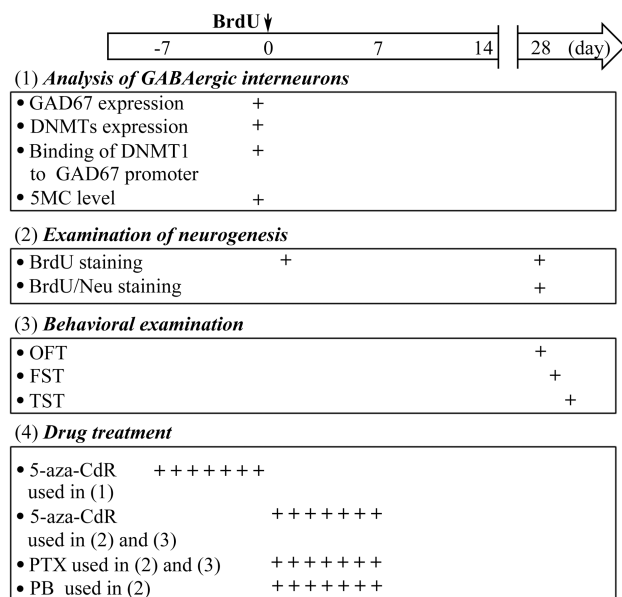 BrdU
-7 0 7 14 28 (day)
(1) Analysis of GABAergic interneurons
• GAD67 expression +
• DNMTs expression +
• Binding of DNMT1 +
to GAD67 promoter
• 5MC level +
(2) Examination of neurogenesis
• BrdU staining + +
• BrdU/Neu staining +
(3) Behavioral examination
• OFT +
• FST +
• TST +
(4) Drug treatment
• 5-aza-CdR +++++++
used in (1)
• 5-aza-CdR +++++++
used in (2) and (3)
• PTX used in (2) and (3) +++++++
• PB used in (2) +++++++